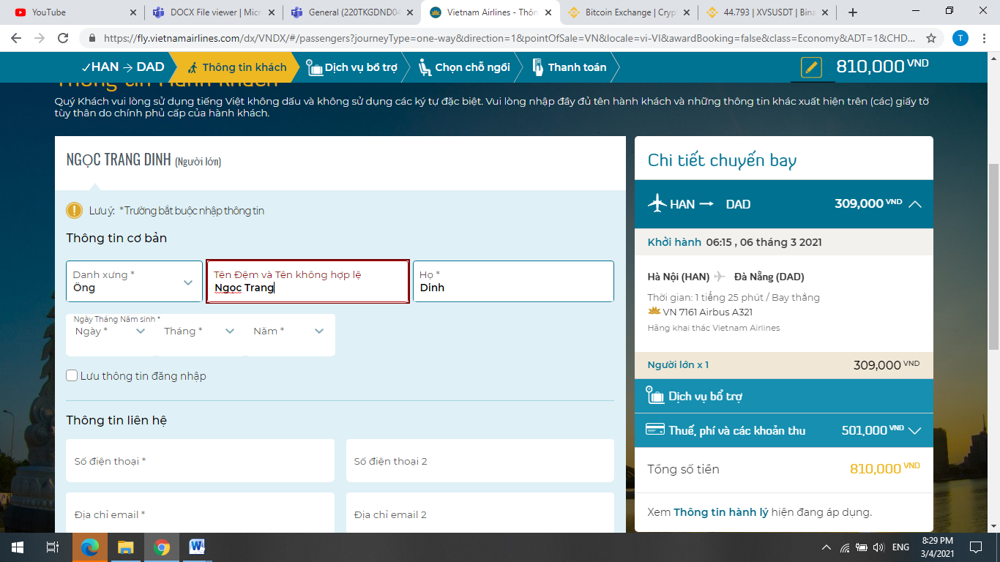 YouTube
DOCX File viewer | Micr
General (220TKGDND04
Vietnam Airlines - Thôn
Bitcoin Exchange | Cryp
44.793 | XVSUSDT | Bina
https://fly.vietnamairlines.com/dx/VNDX/#/passengers?journeyType=one-way&direction=1&pointOfSale=VN&locale=vi-VI&awardBooking=false&class=Economy&ADT=1&CHD...
T
✓HAN → DAD
Thông tin khách
Dịch vụ bổ trợ
Chọn chỗ ngồi
Thanh toán
810,000 VND
Thông tin Hành khách
Quý Khách vui lòng sử dụng tiếng Việt không dấu và không sử dụng các ký tự đặc biệt. Vui lòng nhập đầy đủ tên hành khách và những thông tin khác xuất hiện trên (các) giấy tờ
tùy thân do chính phủ cấp của hành khách.
NGỌC TRANG DINH (Người lớn)
Lưu ý: *Trường bắt buộc nhập thông tin
Thông tin cơ bản
Danh xưng *
Ông
Tên Đệm và Tên không hợp lệ
Ngọc Trang
Họ *
Dinh
Ngày Tháng Năm sinh *
Ngày *
Tháng *
Năm *
Lưu thông tin đăng nhập
Thông tin liên hệ
Số điện thoại *
Số điện thoại 2
Địa chỉ email *
Địa chỉ email 2
Chi tiết chuyến bay
HAN → DAD
309,000 VND
Khởi hành 06:15 , 06 tháng 3 2021
Hà Nội (HAN) Đà Nẵng (DAD)
Thời gian: 1 tiếng 25 phút / Bay thẳng
VN 7161 Airbus A321
Hãng khai thác Vietnam Airlines
Người lớn x 1
309,000 VND
Dịch vụ bổ trợ
Thuế, phí và các khoản thu
501,000 VND
Tổng số tiền
810,000 VND
Xem Thông tin hành lý hiện đang áp dụng.
ENG
8:29 PM
3/4/2021